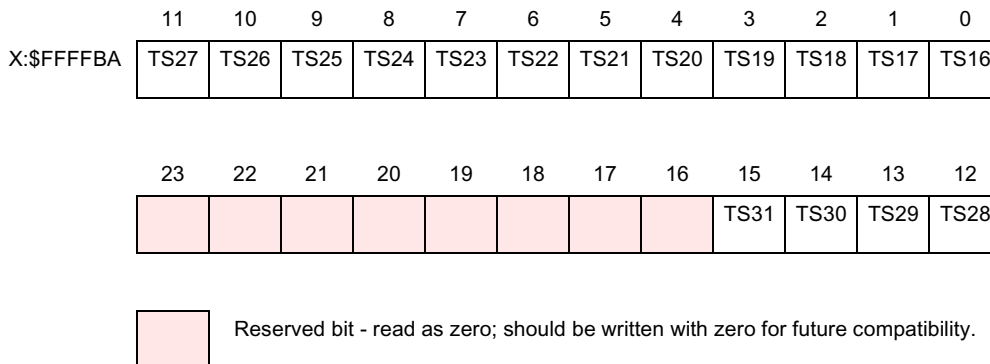 11 10 9 8 7 6 5 4 3 2 1 0
X:$FFFFBA TS27 TS26 TS25 TS24 TS23 TS22 TS21 TS20 TS19 TS18 TS17 TS16
23 22 21 20 19 18 17 16 15 14 13 12
TS31 TS30 TS29 TS28
Reserved bit - read as zero; should be written with zero for future compatibility.